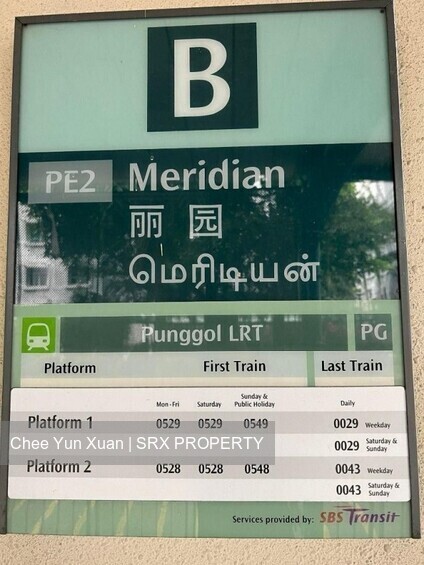 B
PE2 Meridian
丽 园
மெரிடியன்
Punggol LRT PG
Platform First Train Last Train
Mon-Fri Saturday Sunday & Public Holiday Daily
Platform 1 0529 0529 0549 0029 Weekday
Chee Yun Xuan | SRX PROPERTY
0029 Saturday & Sunday
Platform 2 0528 0528 0548 0043 Weekday
0043 Saturday & Sunday
Services provided by: SBS Transit